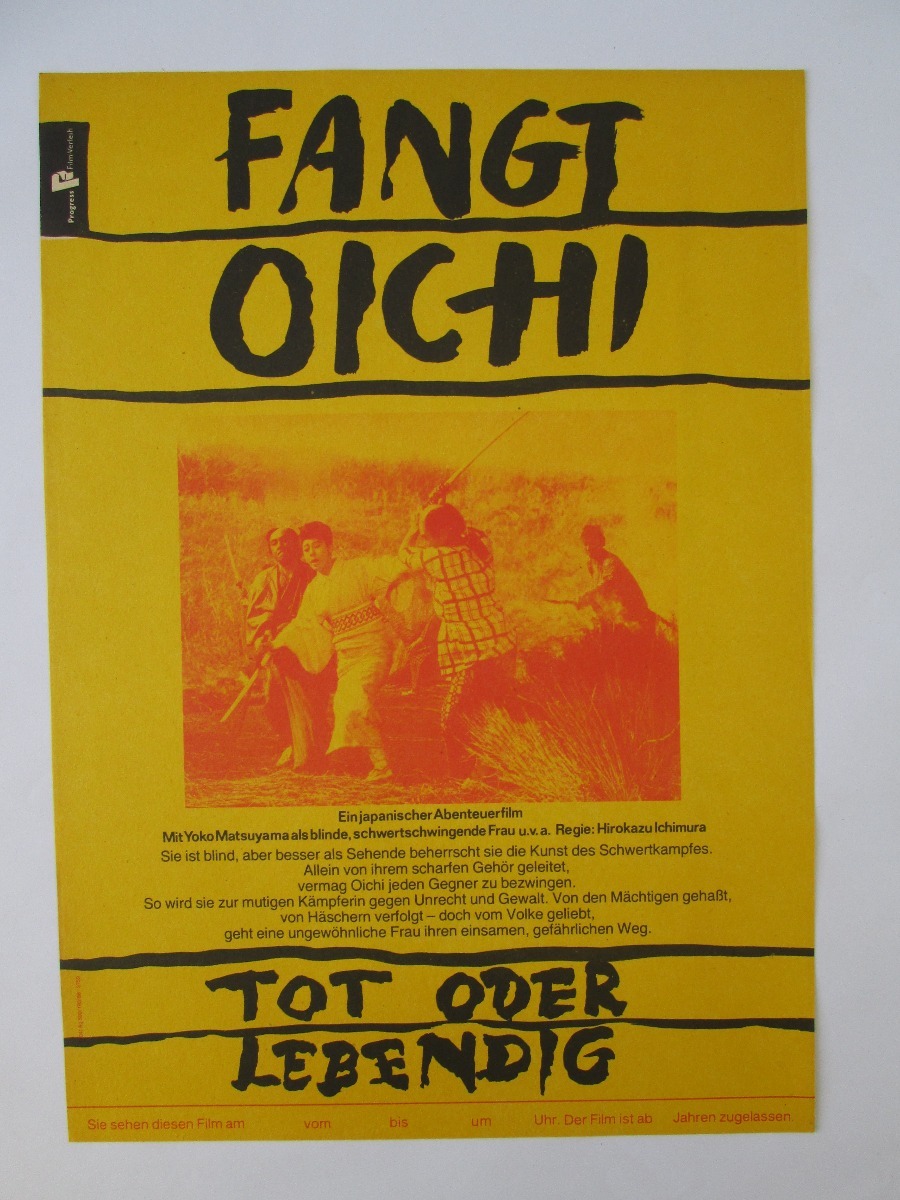 FANGT
Progress
Film Verleih
OICHI
Ein japanischer Abenteuerfilm
Mit Yoko Matsuyama als blinde, schwertschwingende Frau u.v.a. Regie: Hirokazu Ichimura
Sie ist blind, aber besser als Sehende beherrscht sie die Kunst des Schwertkampfes.
Allein von ihrem scharfen Gehör geleitet,
vermag Oichi jeden Gegner zu bezwingen.
So wird sie zur mutigen Kämpferin gegen Unrecht und Gewalt. Von den Mächtigen gehaßt,
von Häschern verfolgt – doch vom Volke geliebt,
geht eine ungewöhnliche Frau ihren einsamen, gefährlichen Weg.
TOT ODER
LEBENDIG
Sie sehen diesen Film am vom bis um Uhr. Der Film ist ab Jahren zugelassen.